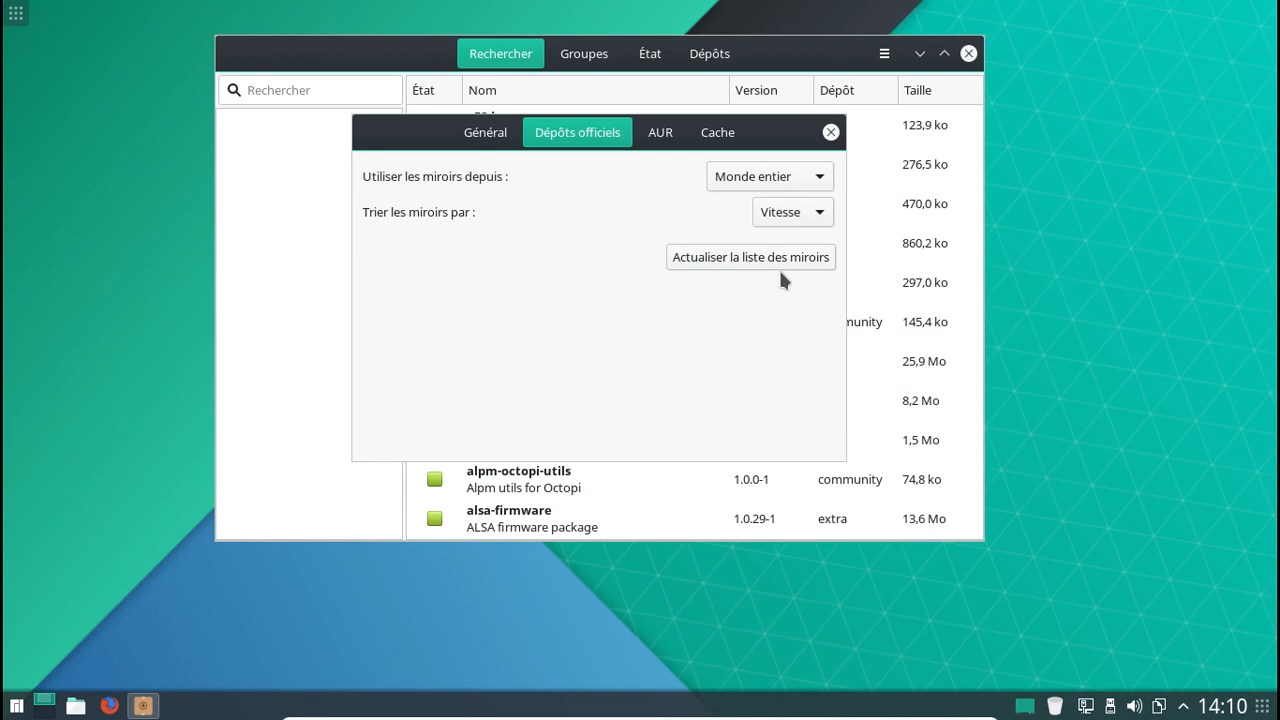 Rechercher Groupes État Dépôts
Rechercher
État Nom Version Dépôt Taille
123,9 ko
Général Dépôts officiels AUR Cache
276,5 ko
Utiliser les miroirs depuis : Monde entier
470,0 ko
Trier les miroirs par : Vitesse
860,2 ko
Actualiser la liste des miroirs
297,0 ko
munity 145,4 ko
25,9 Mo
8,2 Mo
1,5 Mo
alpm-octopi-utils
Alpm utils for Octopi
1.0.0-1 community 74,8 ko
alsa-firmware
ALSA firmware package
1.0.29-1 extra 13,6 Mo
14:10